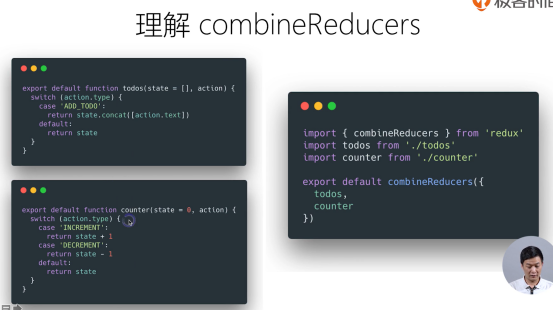 理解 combineReducers
export default function todos(state = [], action) {
  switch (action.type) {
    case 'ADD_TODO':
      return state.concat([action.text])
    default:
      return state
  }
}
export default function counter(state = 0, action) {
  switch (action.type) {
    case 'INCREMENT':
      return state + 1
    case 'DECREMENT':
      return state - 1
    default:
      return state
  }
}
import { combineReducers } from 'redux'
import todos from './todos'
import counter from './counter'
export default combineReducers({
  todos,
  counter
})